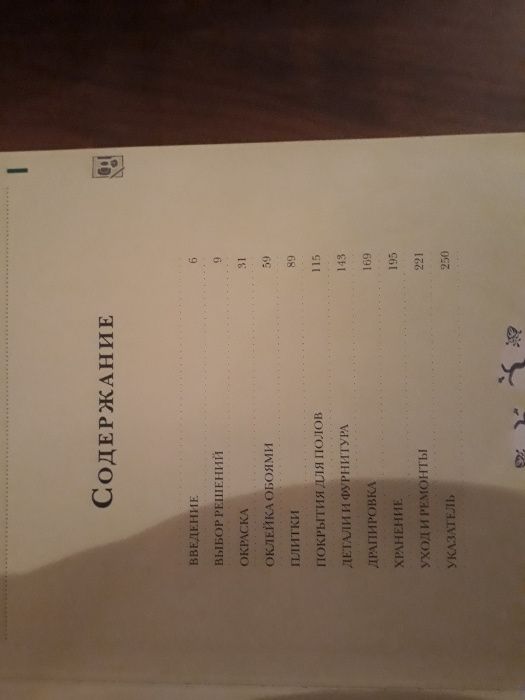 СОДЕРЖАНИЕ
ВВЕДЕНИЕ 6
ВЫБОР РЕШЕНИЙ 9
ОКРАСКА 31
ОКЛЕЙКА ОБОЯМИ 59
ПЛИТКИ 89
ПОКРЫТИЯ ДЛЯ ПОЛОВ 115
ДЕТАЛИ И ФУРНИТУРА 143
ДРАПИРОВКА 169
ХРАНЕНИЕ 195
УХОД И РЕМОНТЫ 221
УКАЗАТЕЛЬ 250